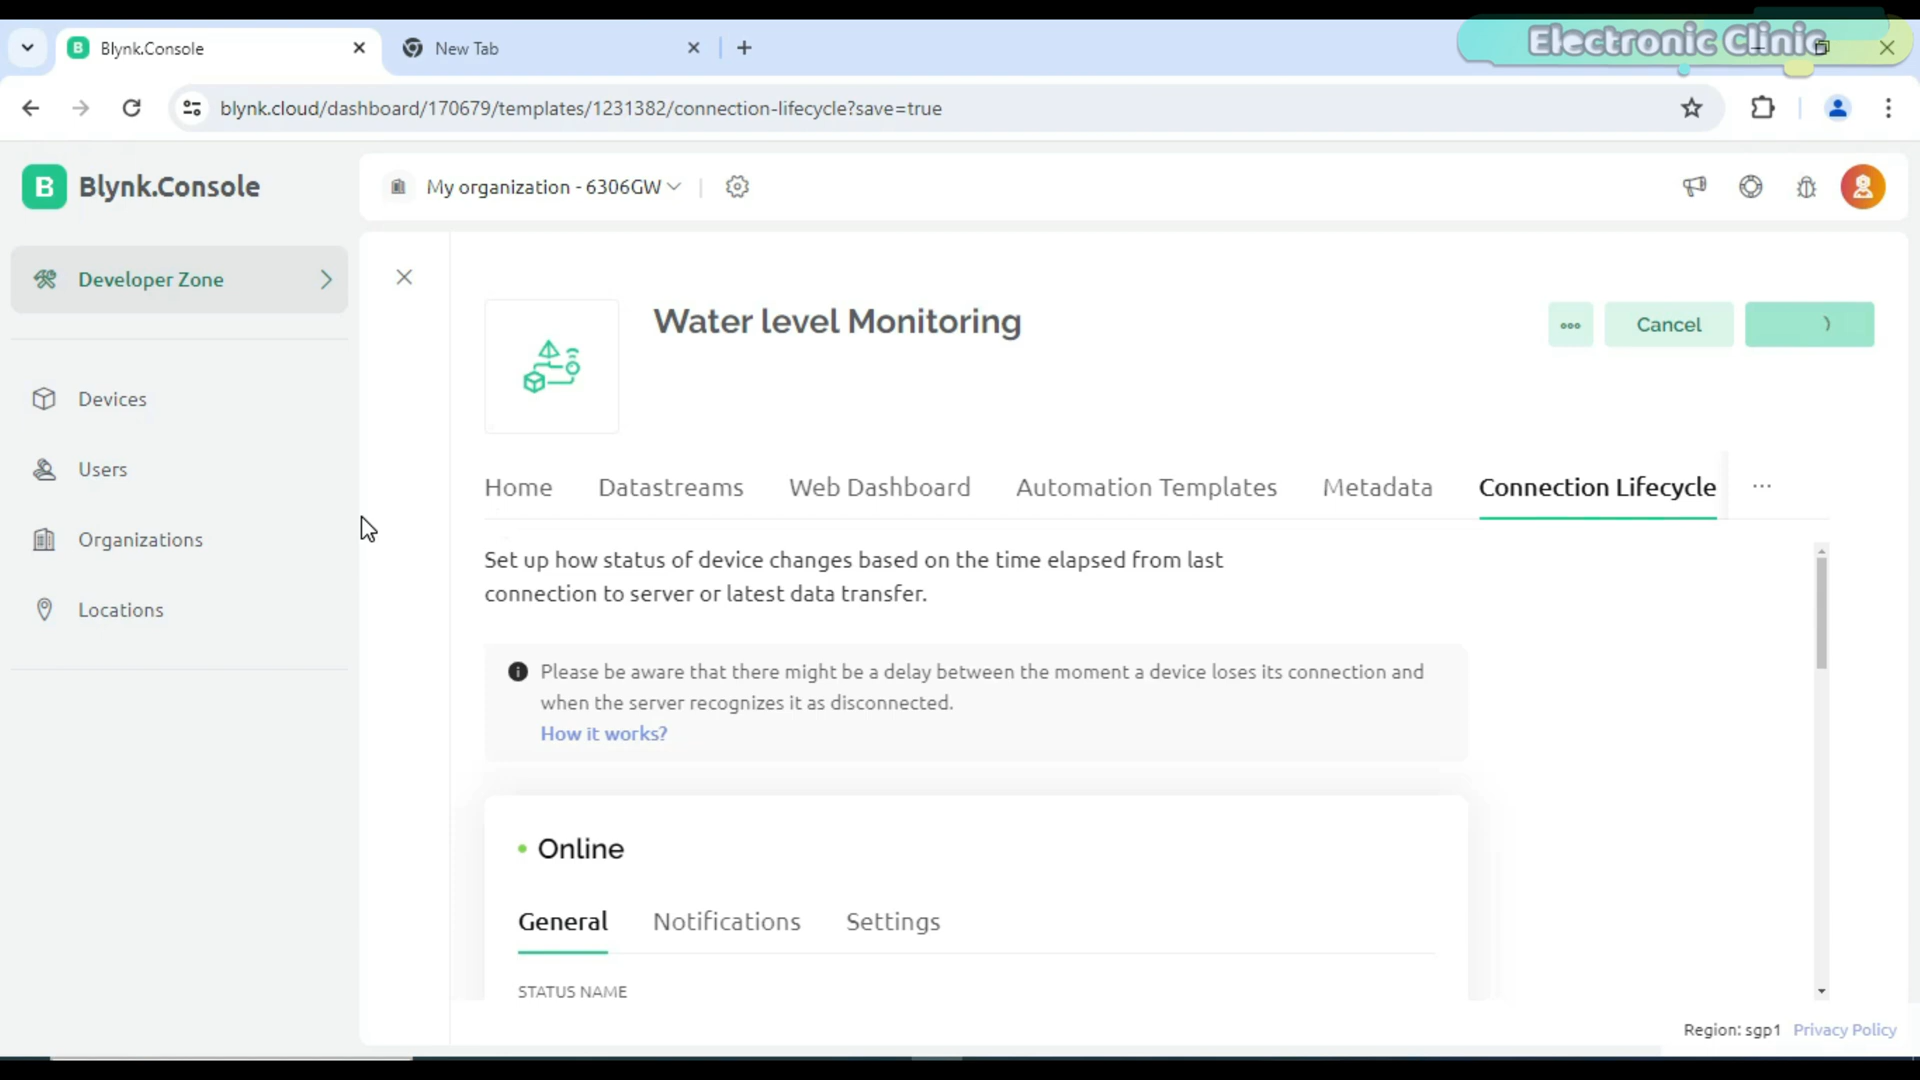 Blynk.Console
New Tab
Electronic Clinic
blynk.cloud/dashboard/170679/templates/1231382/connection-lifecycle?save=true
B Blynk.Console
My organization - 6306GW
Developer Zone
Devices
Users
Organizations
Locations
Water level Monitoring
Cancel
Home Datastreams Web Dashboard Automation Templates Metadata Connection Lifecycle ...
Set up how status of device changes based on the time elapsed from last
connection to server or latest data transfer.
Please be aware that there might be a delay between the moment a device loses its connection and
when the server recognizes it as disconnected.
How it works?
Online
General Notifications Settings
STATUS NAME
Region: sgp1 Privacy Policy